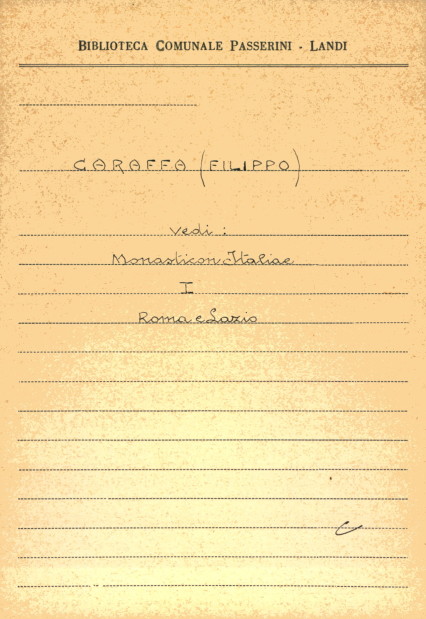 BIBLIOTECA COMUNALE PASSERINI - LANDI
CARAFFA (FILIPPO)
Vedi:
Monasticon Italiae
I
Roma e Lazio
C